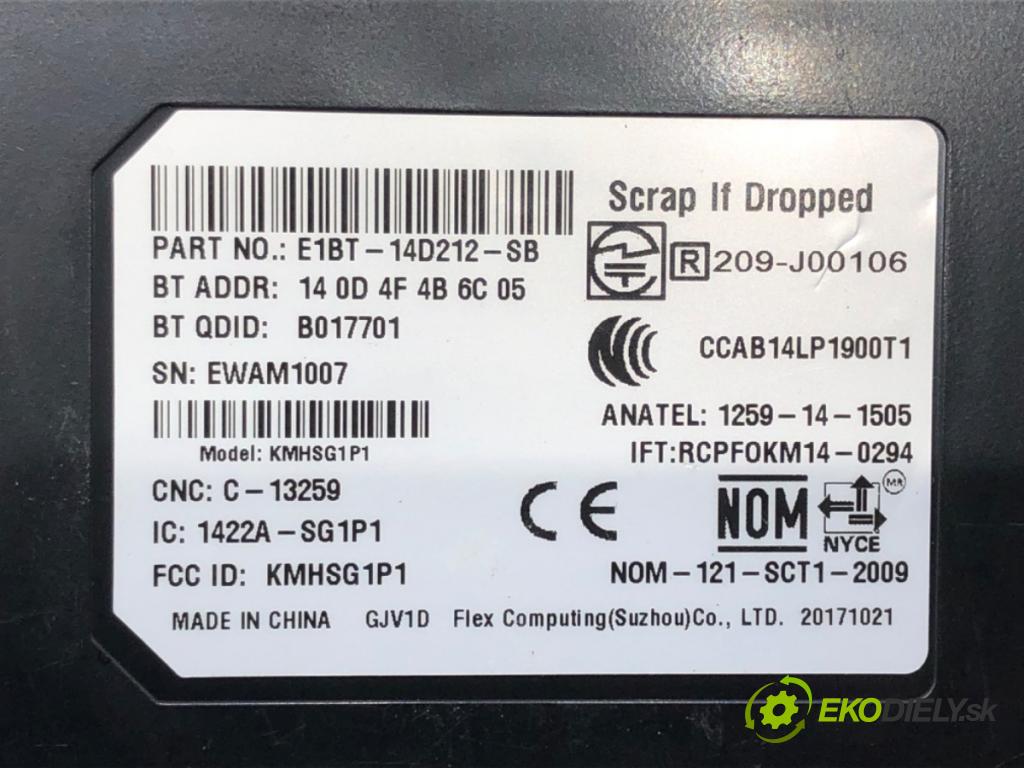 Scrap If Dropped
PART NO.: E1BT-14D212-SB
R 209-J00106
BT ADDR: 14 0D 4F 4B 6C 05
BT QDID: B017701
CCAB14LP1900T1
SN: EWAM1007
ANATEL: 1259-14-1505
Model: KMHSG1P1
IFT:RCPFOKM14-0294
CNC: C-13259
CE
NOM
MR
NYCE
IC: 1422A-SG1P1
FCC ID: KMHSG1P1
NOM-121-SCT1-2009
MADE IN CHINA GJV1D Flex Computing(Suzhou)Co., LTD. 20171021
EKODIELY.sk